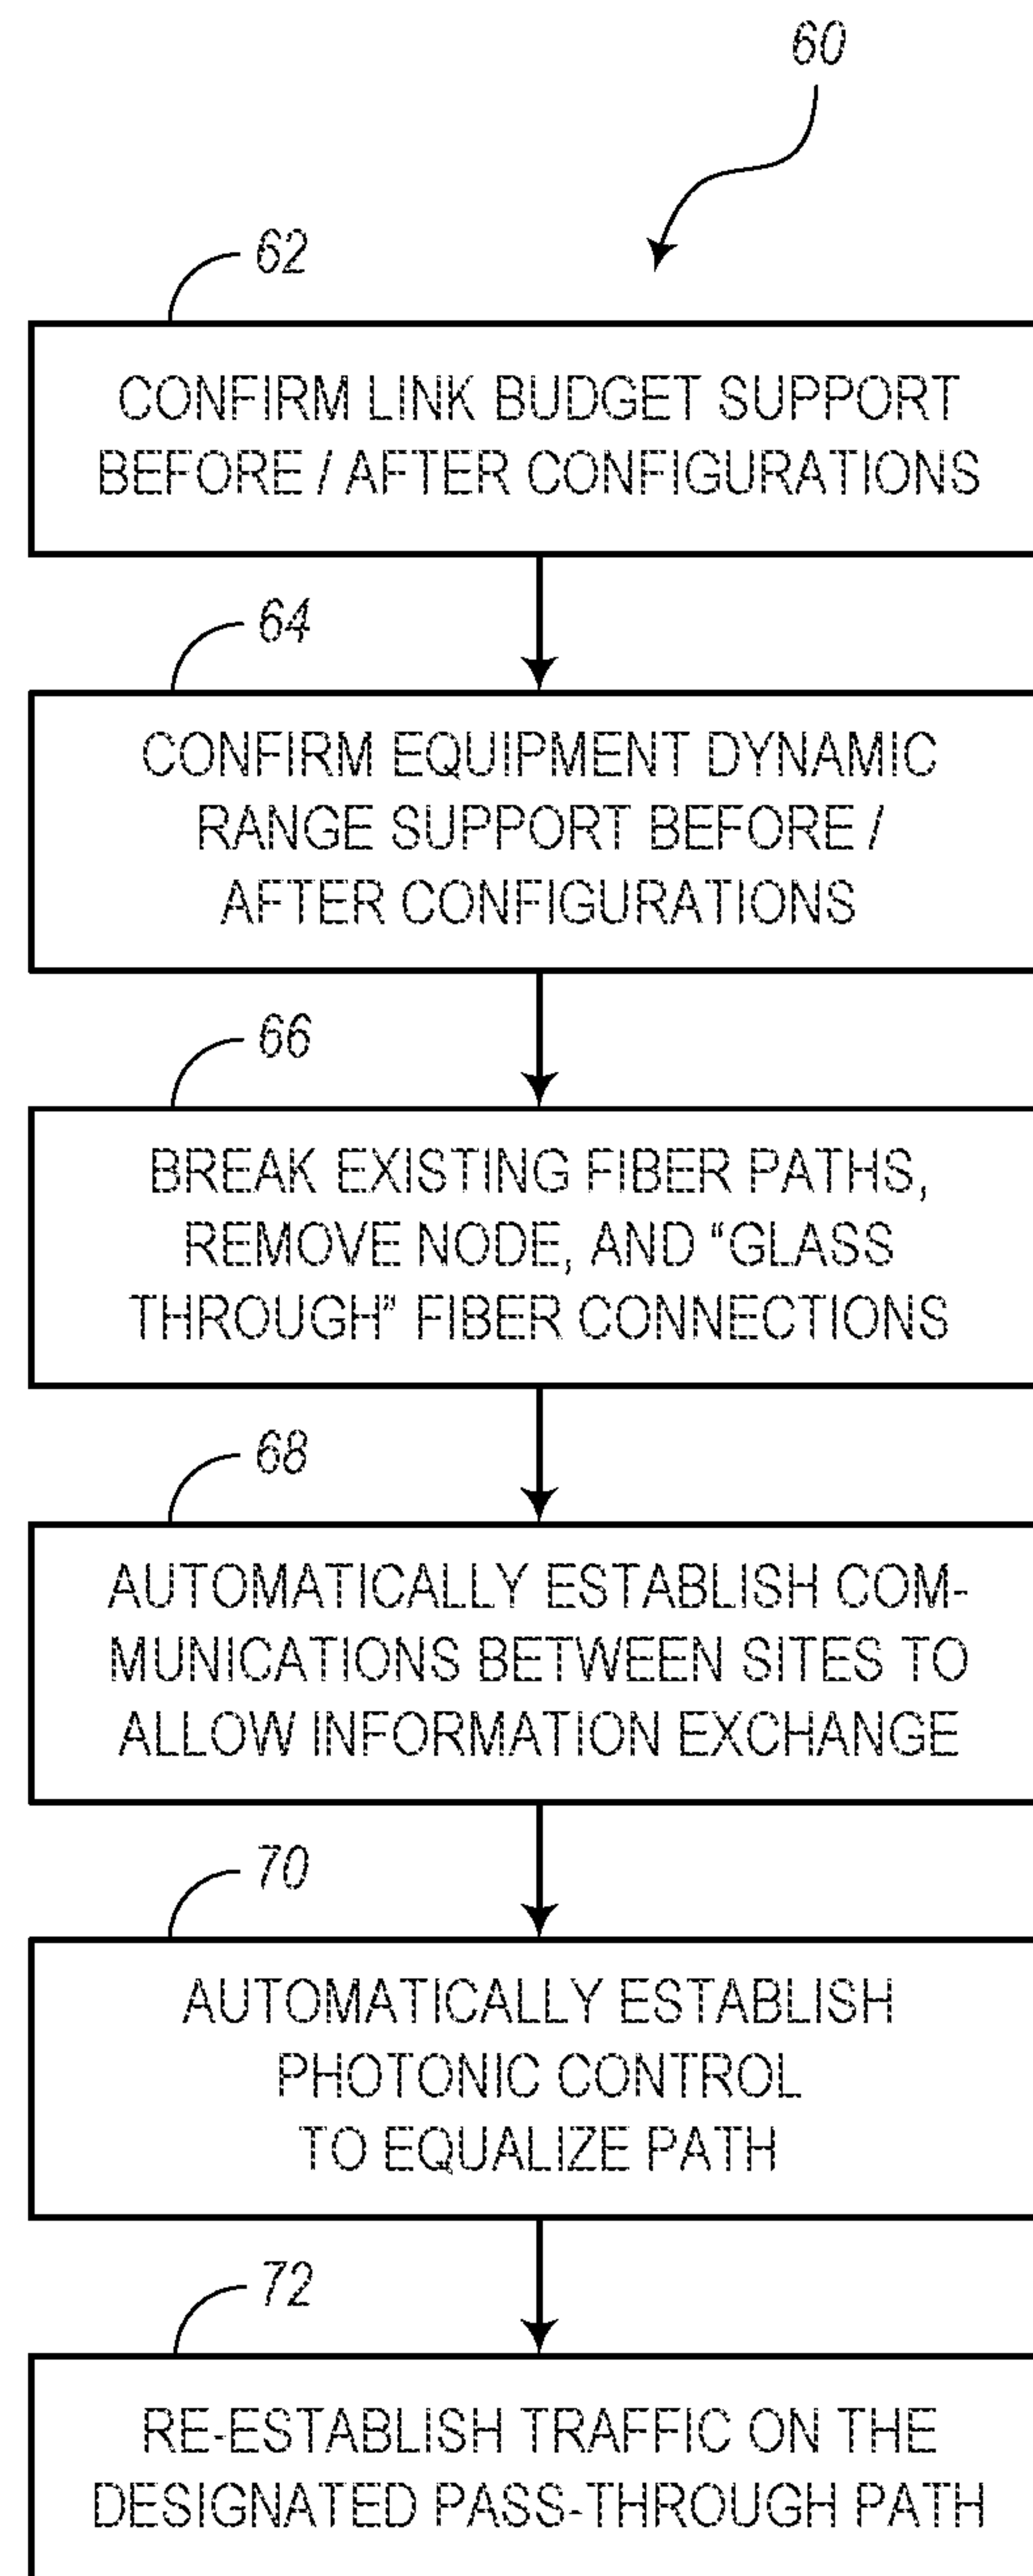 60
62
CONFIRM LINK BUDGET SUPPORT
BEFORE / AFTER CONFIGURATIONS
64
CONFIRM EQUIPMENT DYNAMIC
RANGE SUPPORT BEFORE /
AFTER CONFIGURATIONS
66
BREAK EXISTING FIBER PATHS,
REMOVE NODE, AND “GLASS
THROUGH” FIBER CONNECTIONS
68
AUTOMATICALLY ESTABLISH COM-
MUNICATIONS BETWEEN SITES TO
ALLOW INFORMATION EXCHANGE
70
AUTOMATICALLY ESTABLISH
PHOTONIC CONTROL
TO EQUALIZE PATH
72
RE-ESTABLISH TRAFFIC ON THE
DESIGNATED PASS-THROUGH PATH